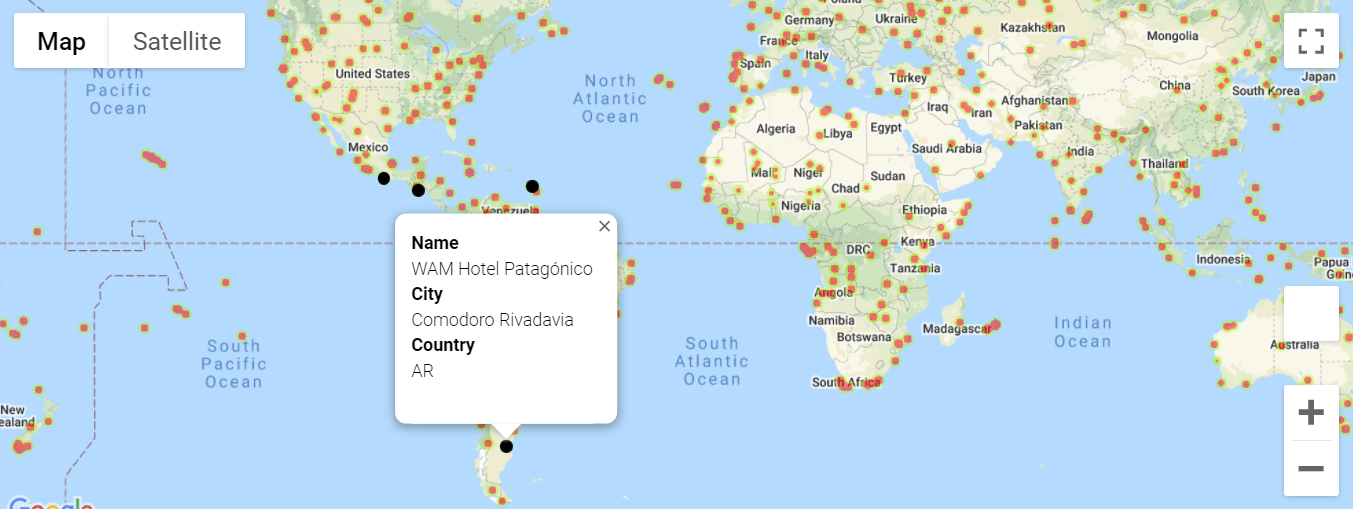 Map
Satellite
North
Pacific
Ocean
United States
Mexico
North
Atlantic
Ocean
Germany
Ukraine
France
Italy
Spain
Turkey
Kazakhstan
Mongolia
China
South Korea
Japan
Afghanistan
Iraq
Iran
Pakistan
Algeria
Libya
Egypt
Saudi Arabia
India
Thailand
Mali
Niger
Chad
Sudan
Nigeria
Ethiopia
Venezuel
DRC
Kenya
Tanzania
Indonesia
Papua
Angola
Namibia
Botswana
Madagascar
South Africa
Indian
Ocean
Australia
South
Pacific
Ocean
South
Atlantic
Ocean
New
ealand
Name
WAM Hotel Patagónico
City
Comodoro Rivadavia
Country
AR
Google